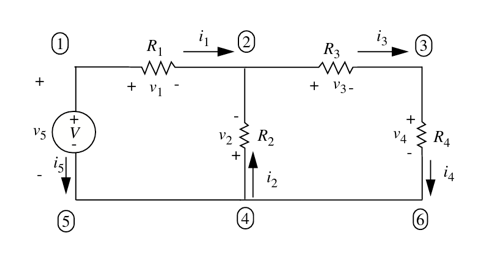 ① R₁ i₁ ② R₃ i₃ ③
+ + v₁ - + v₃ -
v₅ + V - - v₂ + R₂ + v₄ - R₄
- i₅ i₂ i₄
⑤ ④ ⑥